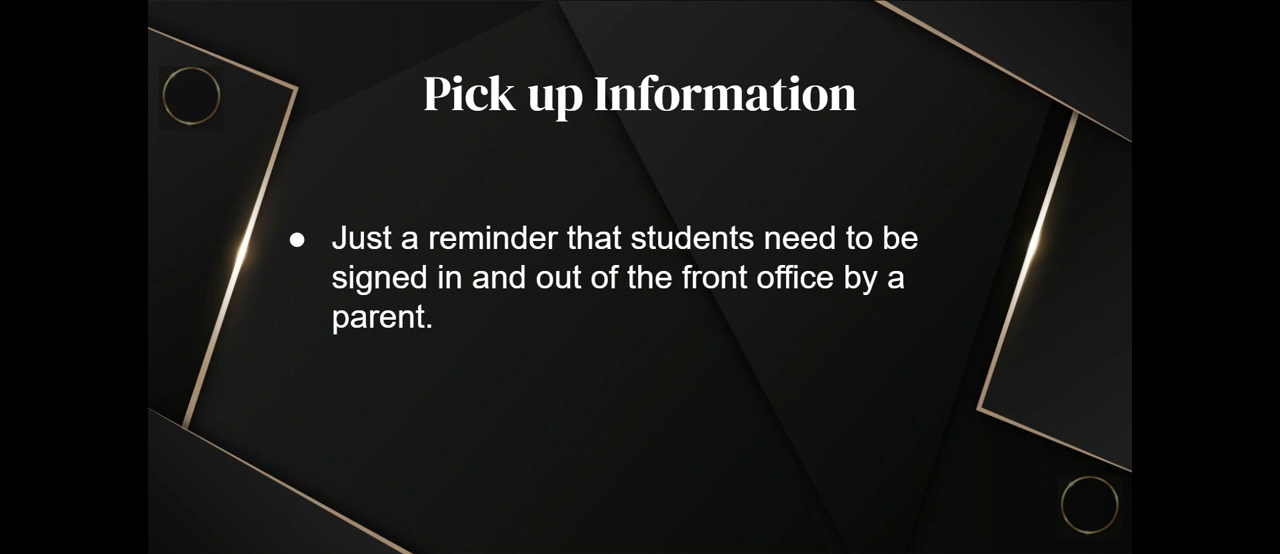 Pick up Information
● Just a reminder that students need to be
signed in and out of the front office by a
parent.